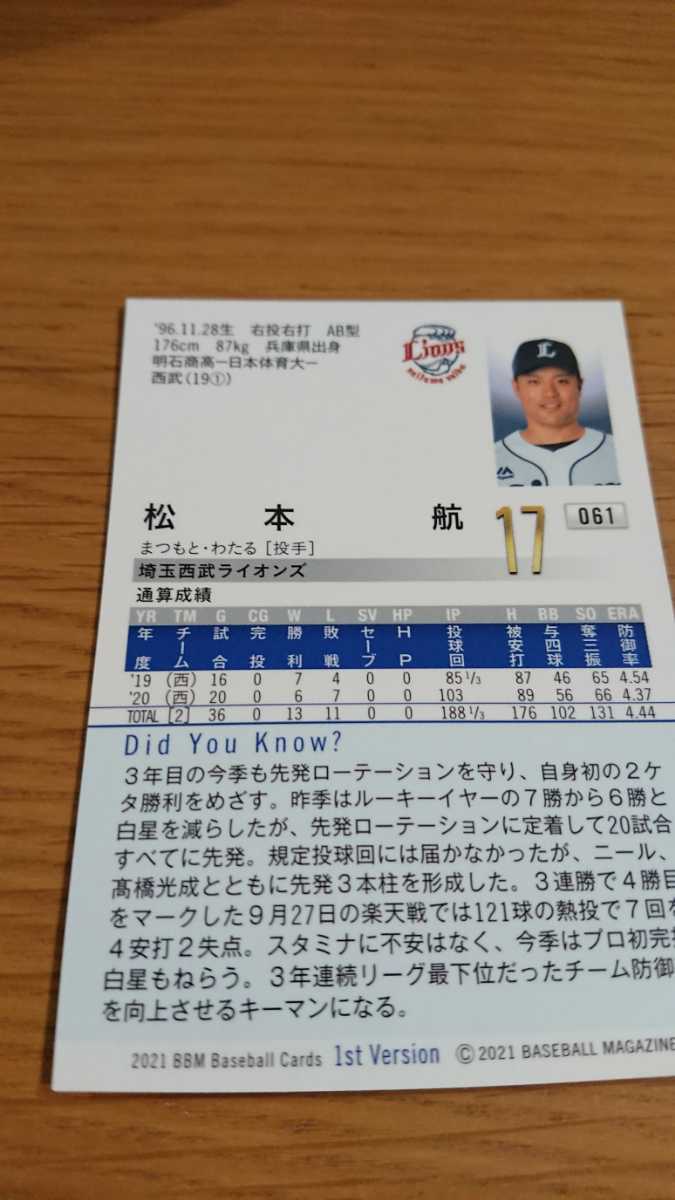 '96.11.28生 右投右打 AB型
176cm 87kg 兵庫県出身
明石商高ー日本体育大ー
西武(19①)
Lions
L
松本 航
17
061
まつもと・わたる[投手]
埼玉西武ライオンズ
通算成績
YR TM G CG W L SV HP IP H BB SO ERA
年度 チーム 試合 完投 勝利 敗戦 セーブ HP 投球回 被安打 与四球 奪三振 防御率
'19 (西) 16 0 7 4 0 0 85 1/3 87 46 65 4.54
'20 (西) 20 0 6 7 0 0 103 89 56 66 4.37
TOTAL [2] 36 0 13 11 0 0 188 1/3 176 102 131 4.44
Did You Know?
3年目の今季も先発ローテーションを守り、自身初の2ケ
タ勝利をめざす。昨季はルーキーイヤーの7勝から6勝と
白星を減らしたが、先発ローテーションに定着して20試合
すべてに先発。規定投球回には届かなかったが、ニール、
髙橋光成とともに先発3本柱を形成した。3連勝で4勝目
をマークした9月27日の楽天戦では121球の熱投で7回を
4安打2失点。スタミナに不安はなく、今季はプロ初完投
白星もねらう。3年連続リーグ最下位だったチーム防御
を向上させるキーマンになる。
2021 BBM Baseball Cards 1st Version ©2021 BASEBALL MAGAZINE